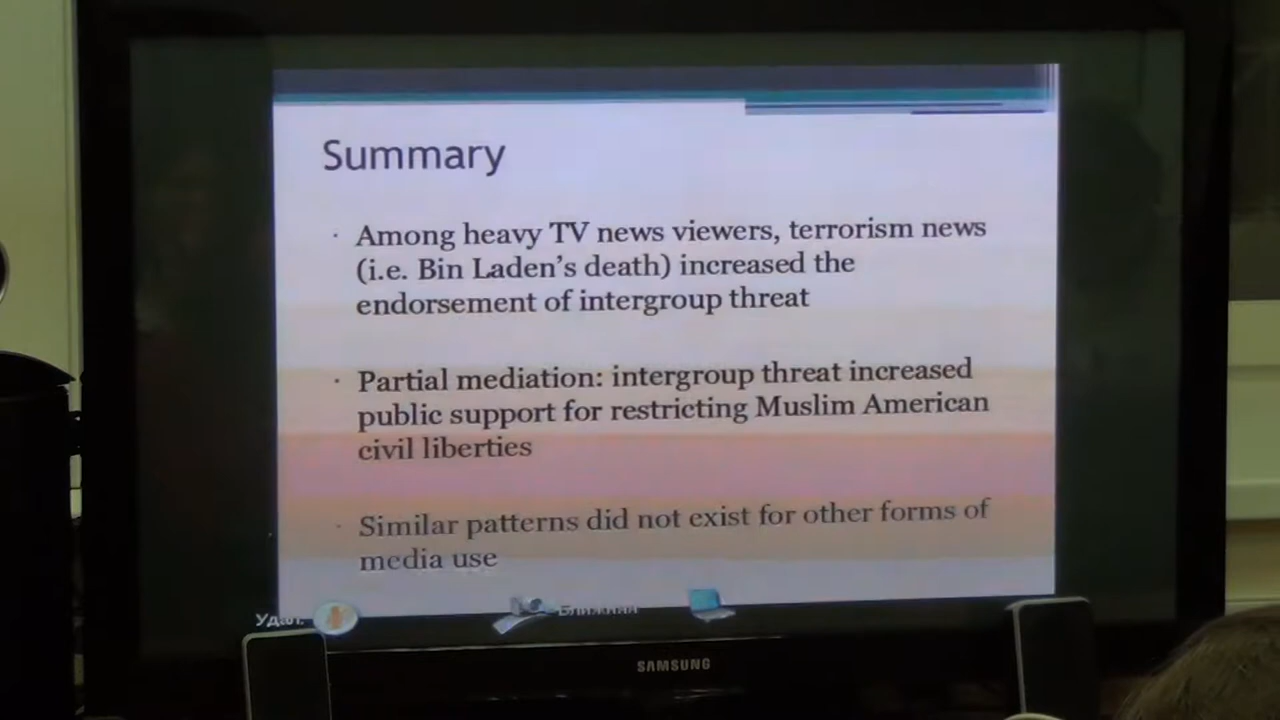 Summary
· Among heavy TV news viewers, terrorism news
(i.e. Bin Laden's death) increased the
endorsement of intergroup threat
· Partial mediation: intergroup threat increased
public support for restricting Muslim American
civil liberties
· Similar patterns did not exist for other forms of
media use
SAMSUNG